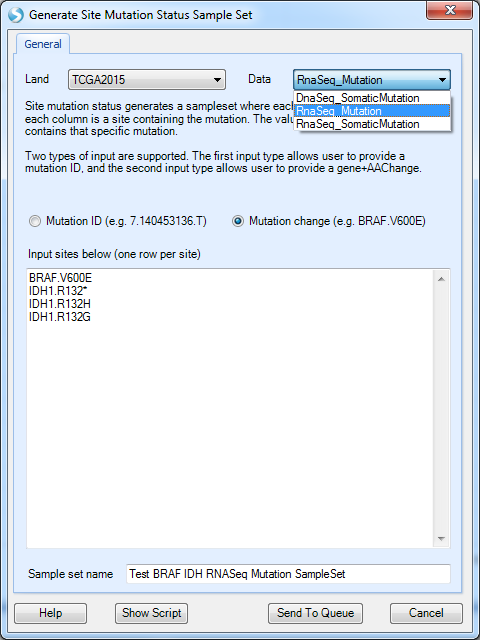 Generate Site Mutation Status Sample Set
General
Land TCGA2015 Data RnaSeq_Mutation
DnaSeq_SomaticMutation
RnaSeq_Mutation
RnaSeq_SomaticMutation
Site mutation status generates a sampleset where each
each column is a site containing the mutation. The valu
contains that specific mutation.
Two types of input are supported. The first input type allows user to provide a
mutation ID, and the second input type allows user to provide a gene+AAChange.
Mutation ID (e.g. 7.140453136.T) Mutation change (e.g. BRAF.V600E)
Input sites below (one row per site)
BRAF.V600E
IDH1.R132*
IDH1.R132H
IDH1.R132G
Sample set name Test BRAF IDH RNASeq Mutation SampleSet
Help Show Script Send To Queue Cancel